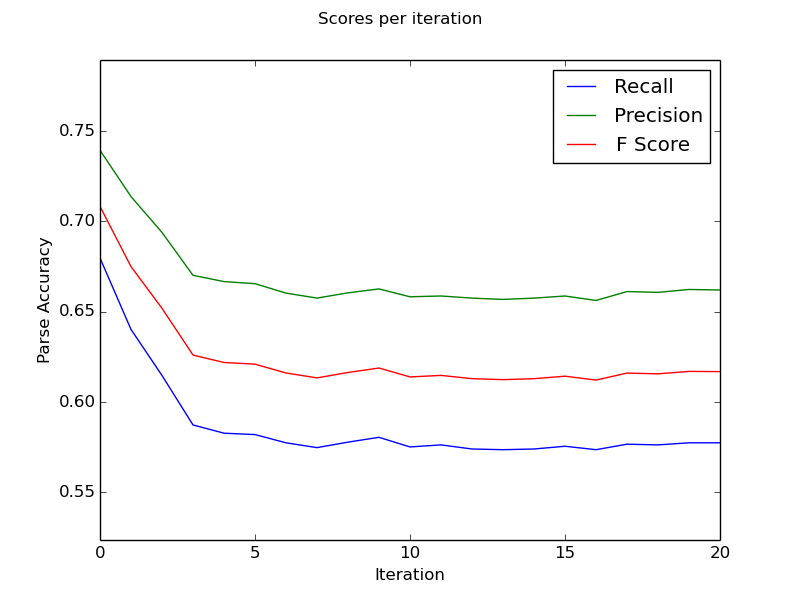 Scores per iteration
Recall
Precision
F Score
0.75
0.70
0.65
0.60
0.55
Parse Accuracy
0
5
10
15
20
Iteration